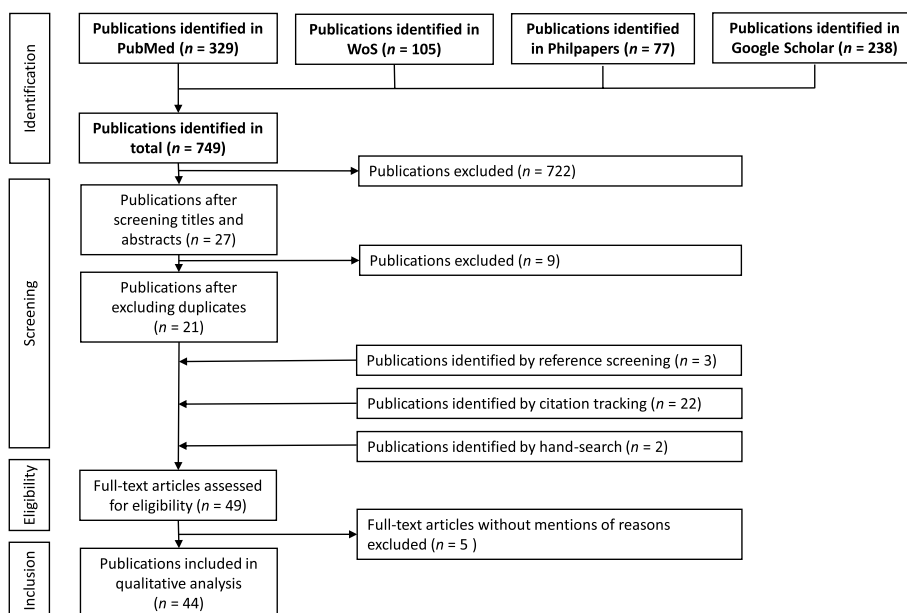 Publications identified in
PubMed (n = 329)
Publications identified in
WoS (n = 105)
Publications identified
in Philpapers (n = 77)
Publications identified in
Google Scholar (n = 238)
Identification
Publications identified in
total (n = 749)
Publications excluded (n = 722)
Screening
Publications after
screening titles and
abstracts (n = 27)
Publications excluded (n = 9)
Publications after
excluding duplicates
(n = 21)
Publications identified by reference screening (n = 3)
Publications identified by citation tracking (n = 22)
Publications identified by hand-search (n = 2)
Eligibility
Full-text articles assessed
for eligibility (n = 49)
Full-text articles without mentions of reasons
excluded (n = 5 )
Inclusion
Publications included in
qualitative analysis
(n = 44)